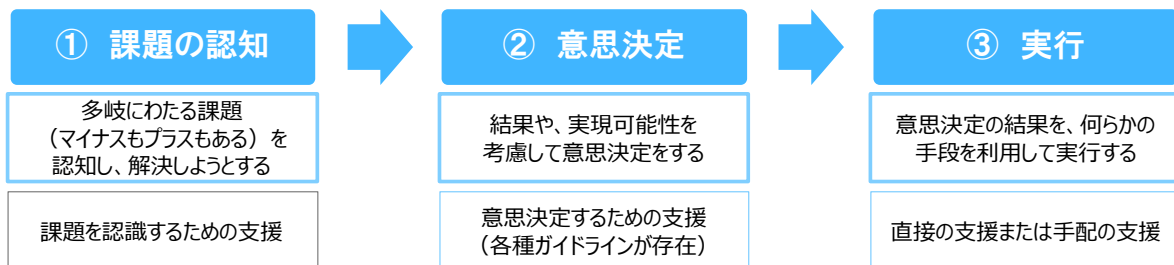 ① 課題の認知
② 意思決定
③ 実行
多岐にわたる課題
（マイナスもプラスもある）を
認知し、解決しようとする
結果や、実現可能性を
考慮して意思決定をする
意思決定の結果を、何らかの
手段を利用して実行する
課題を認識するための支援
意思決定するための支援
（各種ガイドラインが存在）
直接の支援または手配の支援